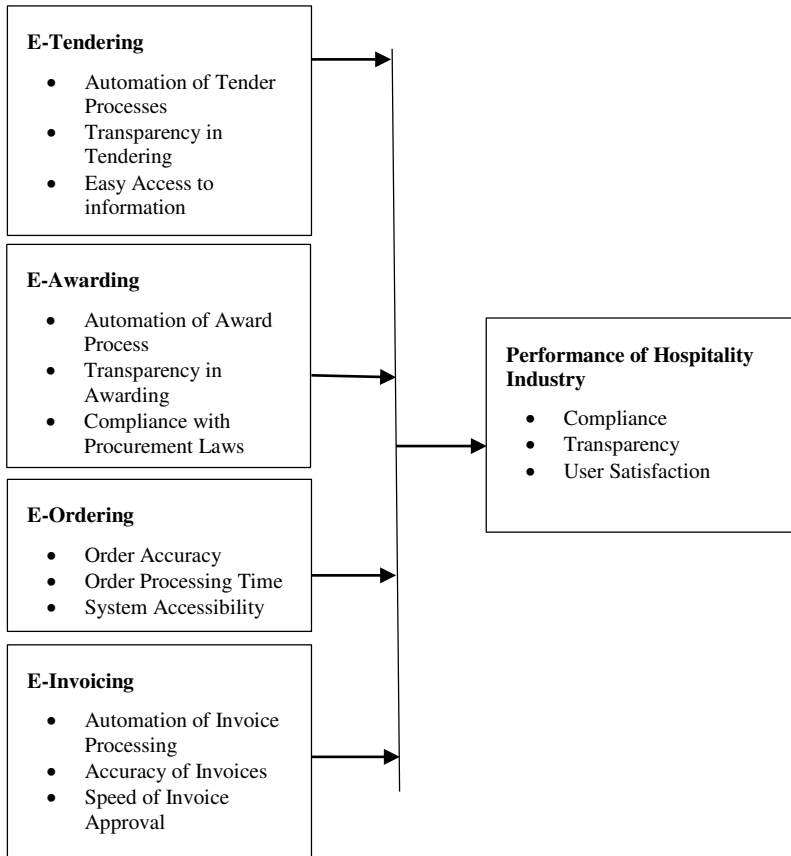 E-Tendering
• Automation of Tender
Processes
• Transparency in
Tendering
• Easy Access to
information
E-Awarding
• Automation of Award
Process
• Transparency in
Awarding
• Compliance with
Procurement Laws
E-Ordering
• Order Accuracy
• Order Processing Time
• System Accessibility
E-Invoicing
• Automation of Invoice
Processing
• Accuracy of Invoices
• Speed of Invoice
Approval
Performance of Hospitality
Industry
• Compliance
• Transparency
• User Satisfaction